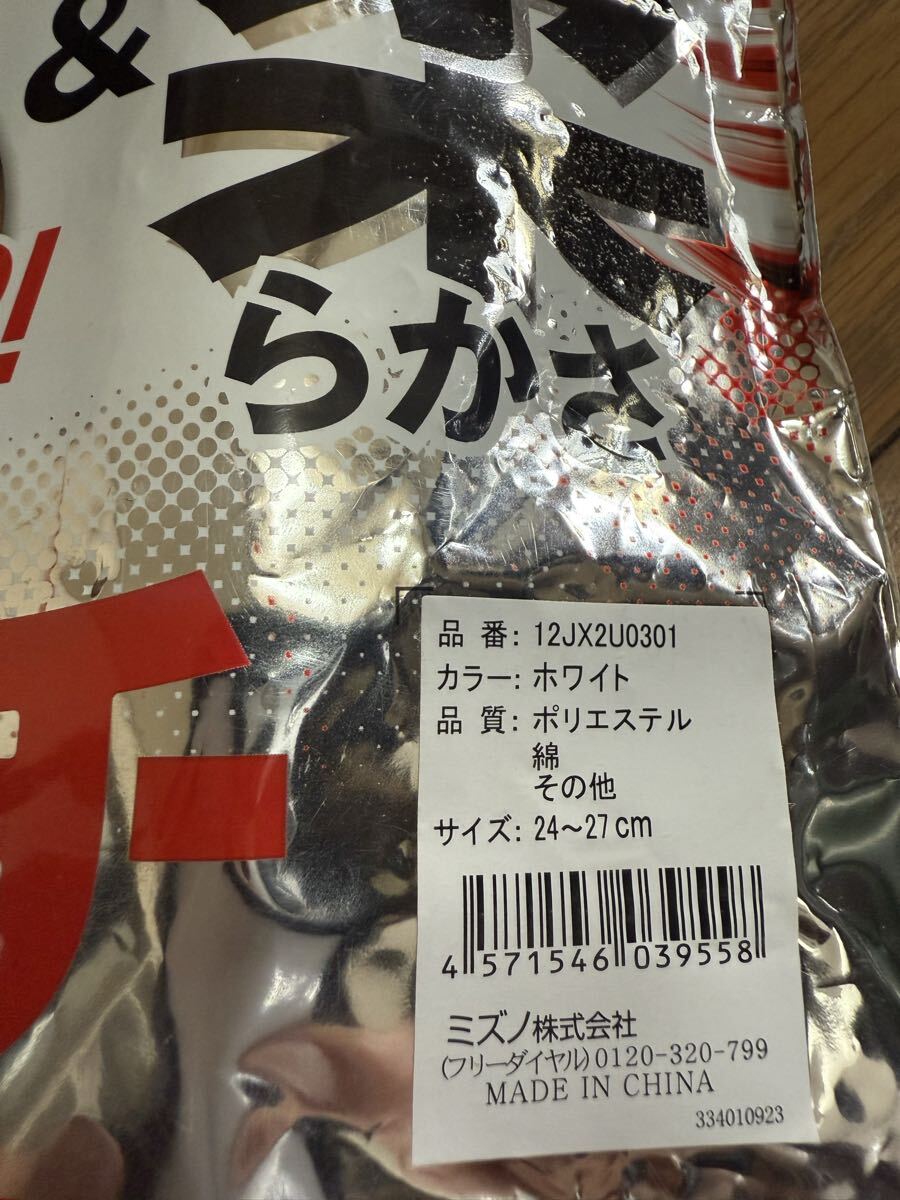 &
柔
!
らかさ
品 番: 12JX2U0301
カラー: ホワイト
品 質: ポリエステル
綿
その他
サイズ: 24~27cm
4 571546 039558
ミズノ株式会社
(フリーダイヤル)0120-320-799
MADE IN CHINA
334010923